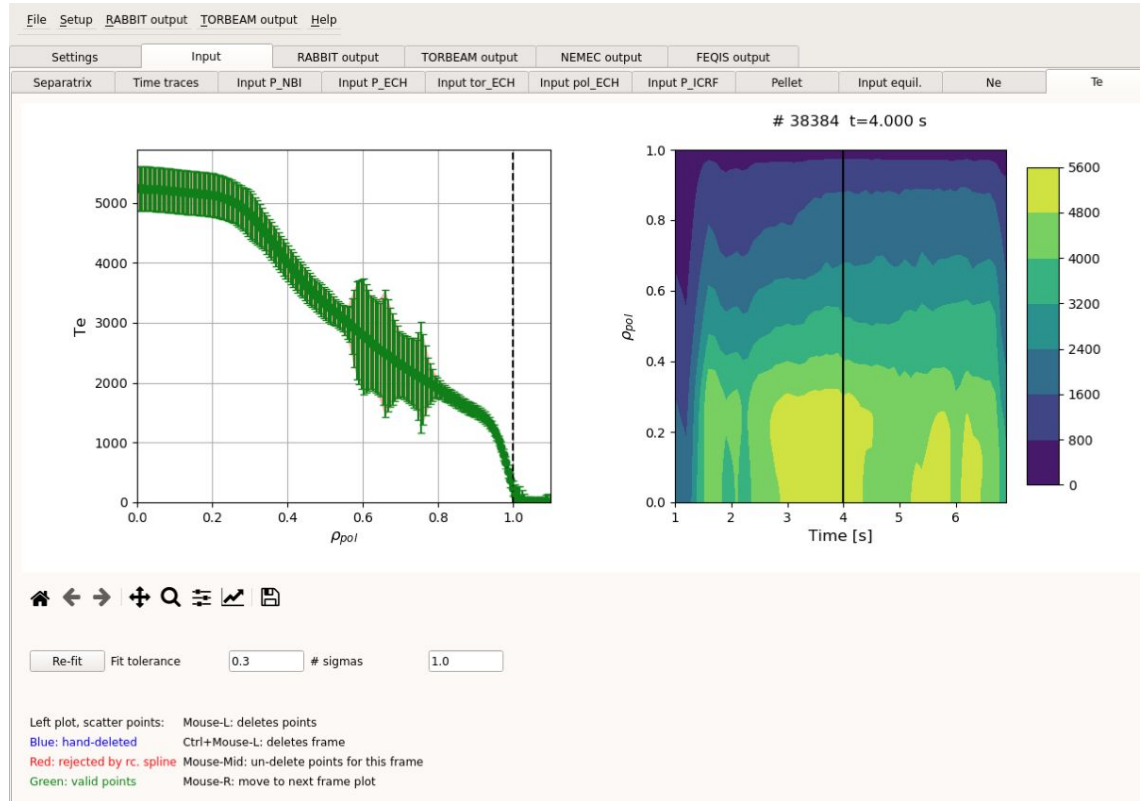 File Setup RABBIT output TORBEAM output Help
Settings Input RABBIT output TORBEAM output NEMEC output FEQIS output
Separatrix Time traces Input P_NBI Input P_ECH Input tor_ECH Input pol_ECH Input P_ICRF Pellet Input equil. Ne Te
# 38384 t=4.000 s
Te
5000
4000
3000
2000
1000
0
0.0 0.2 0.4 0.6 0.8 1.0
ρpol
ρpol
1.0
0.8
0.6
0.4
0.2
0.0
1 2 3 4 5 6
Time [s]
5600
4800
4000
3200
2400
1600
800
0
Re-fit Fit tolerance 0.3 # sigmas 1.0
Left plot, scatter points: Mouse-L: deletes points
Blue: hand-deleted Ctrl+Mouse-L: deletes frame
Red: rejected by rc. spline Mouse-Mid: un-delete points for this frame
Green: valid points Mouse-R: move to next frame plot